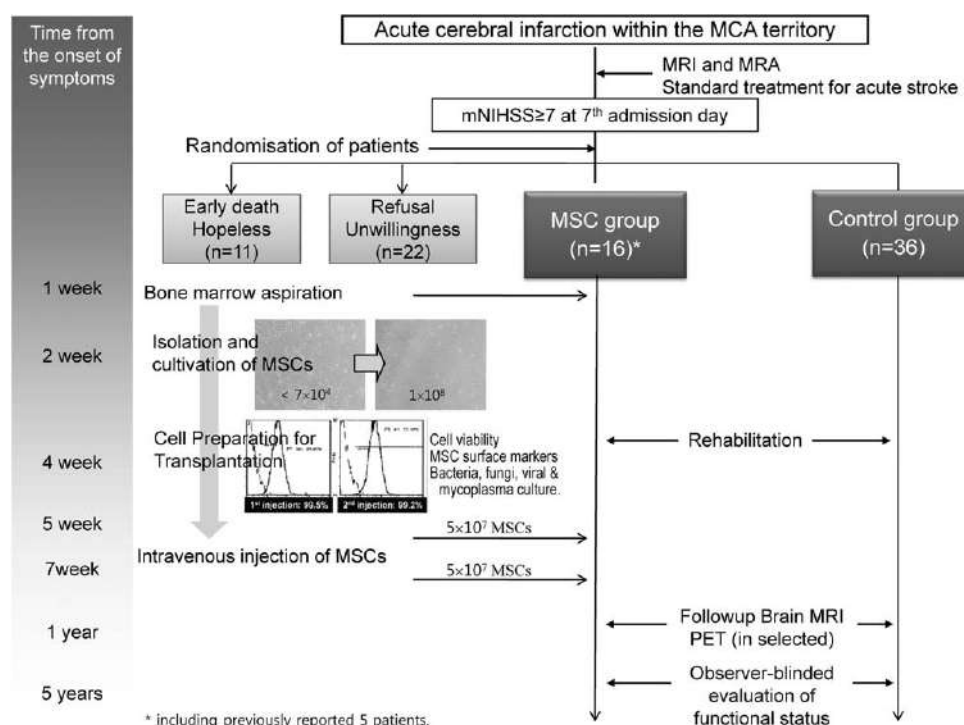 Time from
the onset of
symptoms
Acute cerebral infarction within the MCA territory
MRI and MRA
Standard treatment for acute stroke
mNIHSS≥7 at 7th admission day
Randomisation of patients
Early death
Hopeless
(n=11)
Refusal
Unwillingness
(n=22)
MSC group
(n=16)*
Control group
(n=36)
1 week
Bone marrow aspiration
2 week
Isolation and
cultivation of MSCs
1×10⁸
Cell Preparation for
Transplantation
Cell viability
MSC surface markers
Bacteria, fungi, viral &
mycoplasma culture.
1st injection: 99.5%
2nd injection: 99.2%
Rehabilitation
4 week
5 week
5×10⁷ MSCs
Intravenous injection of MSCs
7week
5×10⁷ MSCs
1 year
Followup Brain MRI
PET (in selected)
5 years
Observer-blinded
evaluation of
functional status
* including previously reported 5 patients.